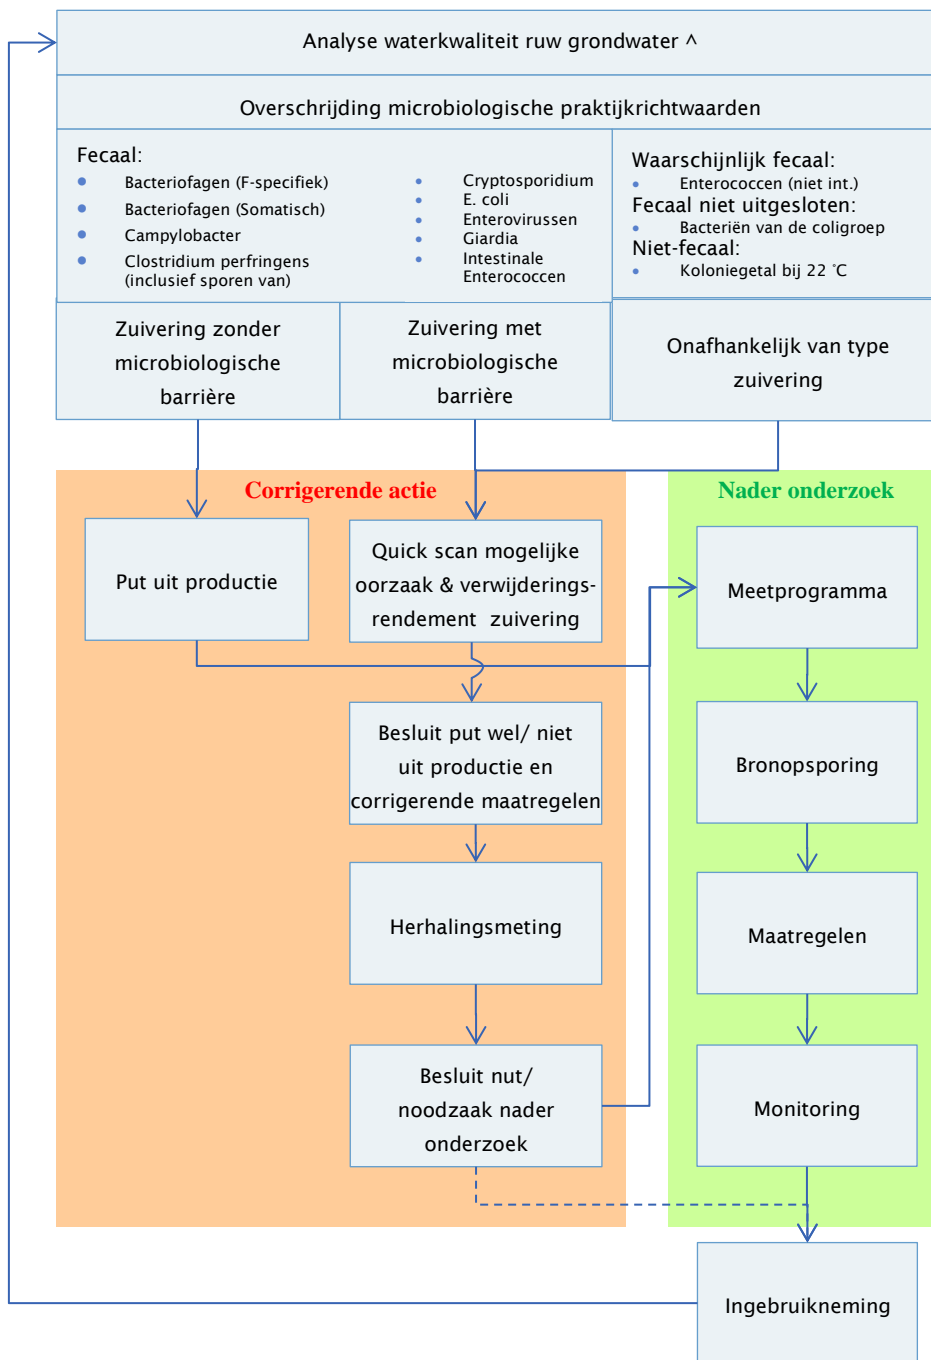 Analyse waterkwaliteit ruw grondwater ^
Overschrijding microbiologische praktijkrichtwaarden
Fecaal:
• Bacteriofagen (F-specifiek)
• Bacteriofagen (Somatisch)
• Campylobacter
• Clostridium perfringens
(inclusief sporen van)
• Cryptosporidium
• E. coli
• Enterovirussen
• Giardia
• Intestinale
Enterococcen
Waarschijnlijk fecaal:
• Enterococcen (niet int.)
Fecaal niet uitgesloten:
• Bacteriën van de coligroep
Niet-fecaal:
• Koloniegetal bij 22 °C
Zuivering zonder
microbiologische
barrière
Zuivering met
microbiologische
barrière
Onafhankelijk van type
zuivering
Corrigerende actie
Nader onderzoek
Put uit productie
Quick scan mogelijke
oorzaak & verwijderings-
rendement zuivering
Meetprogramma
Besluit put wel/ niet
uit productie en
corrigerende maatregelen
Bronopsporing
Herhalingsmeting
Maatregelen
Besluit nut/
noodzaak nader
onderzoek
Monitoring
Ingebruikneming